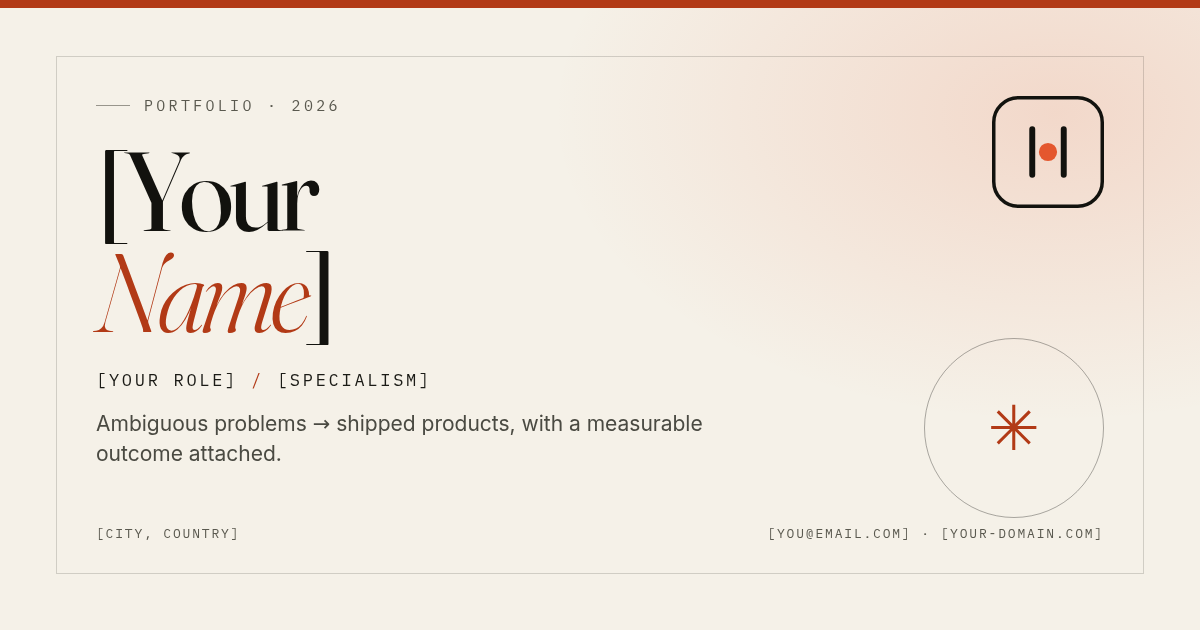 PORTFOLIO · 2026
[Your
Name]
[YOUR ROLE] / [SPECIALISM]
Ambiguous problems → shipped products, with a measurable
outcome attached.
[CITY, COUNTRY]
[YOU@EMAIL.COM] · [YOUR-DOMAIN.COM]